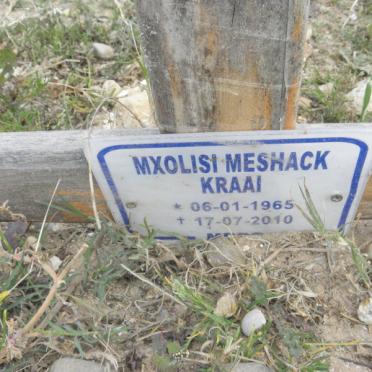 MXOLISI MESHACK
KRAAI
* 06-01-1965
† 17-07-2010